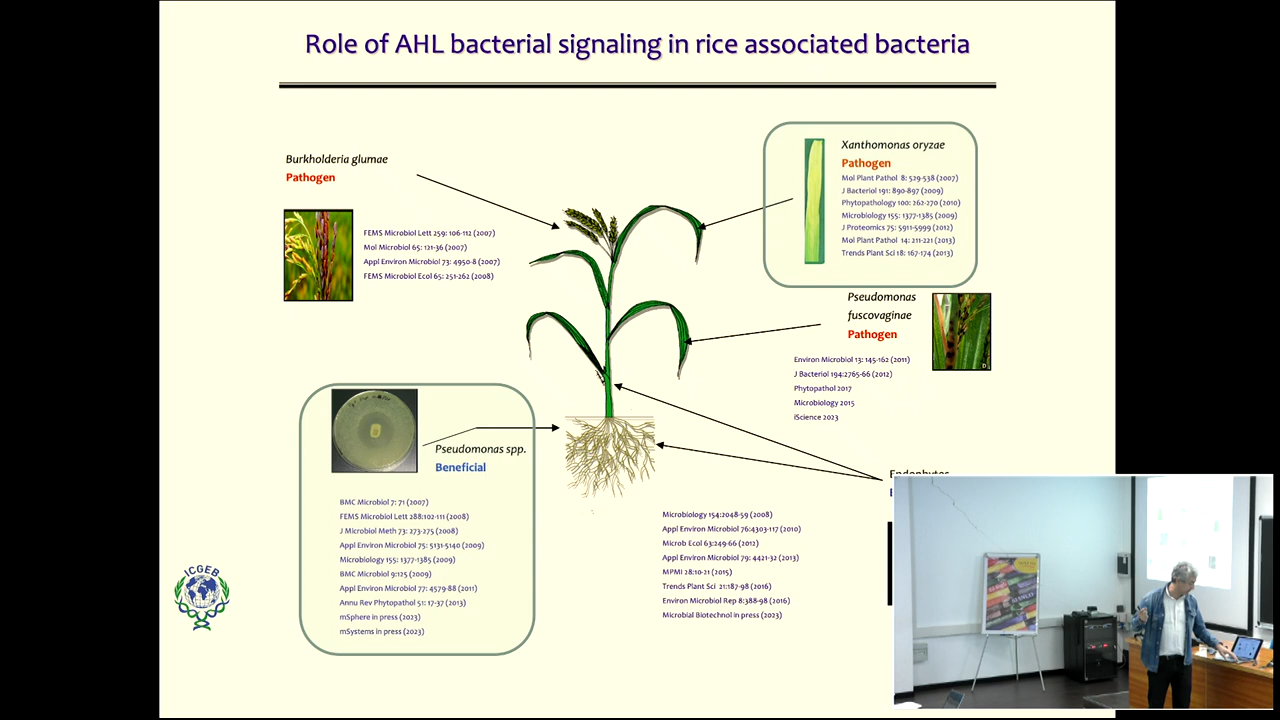 Role of AHL bacterial signaling in rice associated bacteria
Burkholderia glumae
Pathogen
FEMS Microbiol Lett 259: 106-112 (2007)
Mol Microbiol 65: 121-36 (2007)
Appl Environ Microbiol 73: 4950-8 (2007)
FEMS Microbiol Ecol 65: 251-262 (2008)
Xanthomonas oryzae
Pathogen
Mol Plant Pathol 8: 529-538 (2007)
J Bacteriol 191: 890-897 (2009)
Phytopathology 100: 262-270 (2010)
Microbiology 155: 1377-1385 (2009)
J Proteomics 75: 5911-5999 (2012)
Mol Plant Pathol 14: 211-221 (2013)
Trends Plant Sci 18: 167-174 (2013)
Pseudomonas
fuscovaginae
Pathogen
Environ Microbiol 13: 145-162 (2011)
J Bacteriol 194:2765-66 (2012)
Phytopathol 2017
Microbiology 2015
iScience 2023
Pseudomonas spp.
Beneficial
BMC Microbiol 7: 71 (2007)
FEMS Microbiol Lett 288:102-111 (2008)
J Microbiol Meth 73: 273-275 (2008)
Appl Environ Microbiol 75: 5131-5140 (2009)
Microbiology 155: 1377-1385 (2009)
BMC Microbiol 9:125 (2009)
Appl Environ Microbiol 77: 4579-88 (2011)
Annu Rev Phytopathol 51: 17-37 (2013)
mSphere in press (2023)
mSystems in press (2023)
Endophytes
Microbiology 154:2048-59 (2008)
Appl Environ Microbiol 76:4303-117 (2010)
Microb Ecol 63:249-66 (2012)
Appl Environ Microbiol 79: 4421-32 (2013)
MPMI 28:10-21 (2015)
Trends Plant Sci 21:187-98 (2016)
Environ Microbiol Rep 8:388-98 (2016)
Microbial Biotechnol in press (2023)
ICGEB